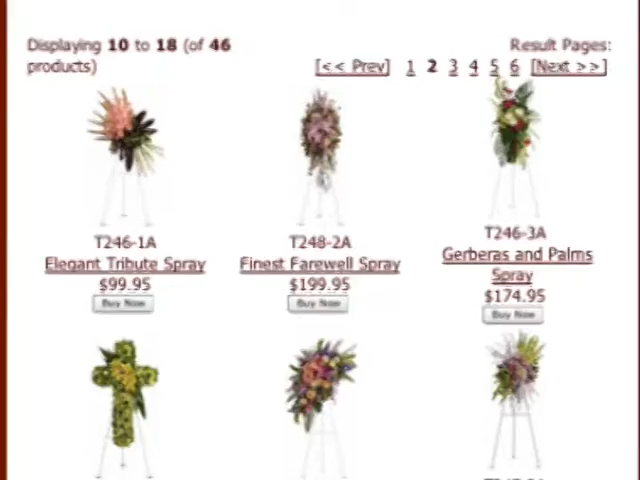 Displaying 10 to 18 (of 46
products)
Result Pages:
[<< Prev] 1 2 3 4 5 6 [Next >>]
T246-1A
Elegant Tribute Spray
$99.95
Buy Now
T248-2A
Finest Farewell Spray
$199.95
Buy Now
T246-3A
Gerberas and Palms
Spray
$174.95
Buy Now